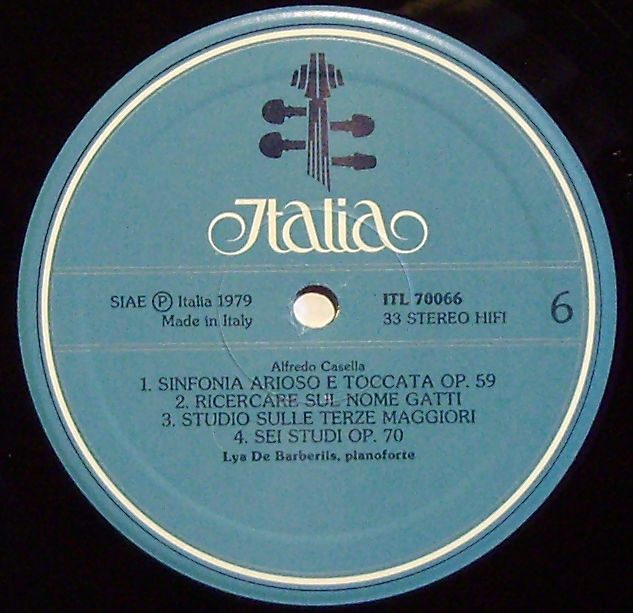 Italia
SIAE Ⓟ Italia 1979
Made in Italy
ITL 70066
33 STEREO HIFI
6
Alfredo Casella
1. SINFONIA ARIOSO E TOCCATA OP. 59
2. RICERCARE SUL NOME GATTI
3. STUDIO SULLE TERZE MAGGIORI
4. SEI STUDI OP. 70
Lya De Barberiis, pianoforte